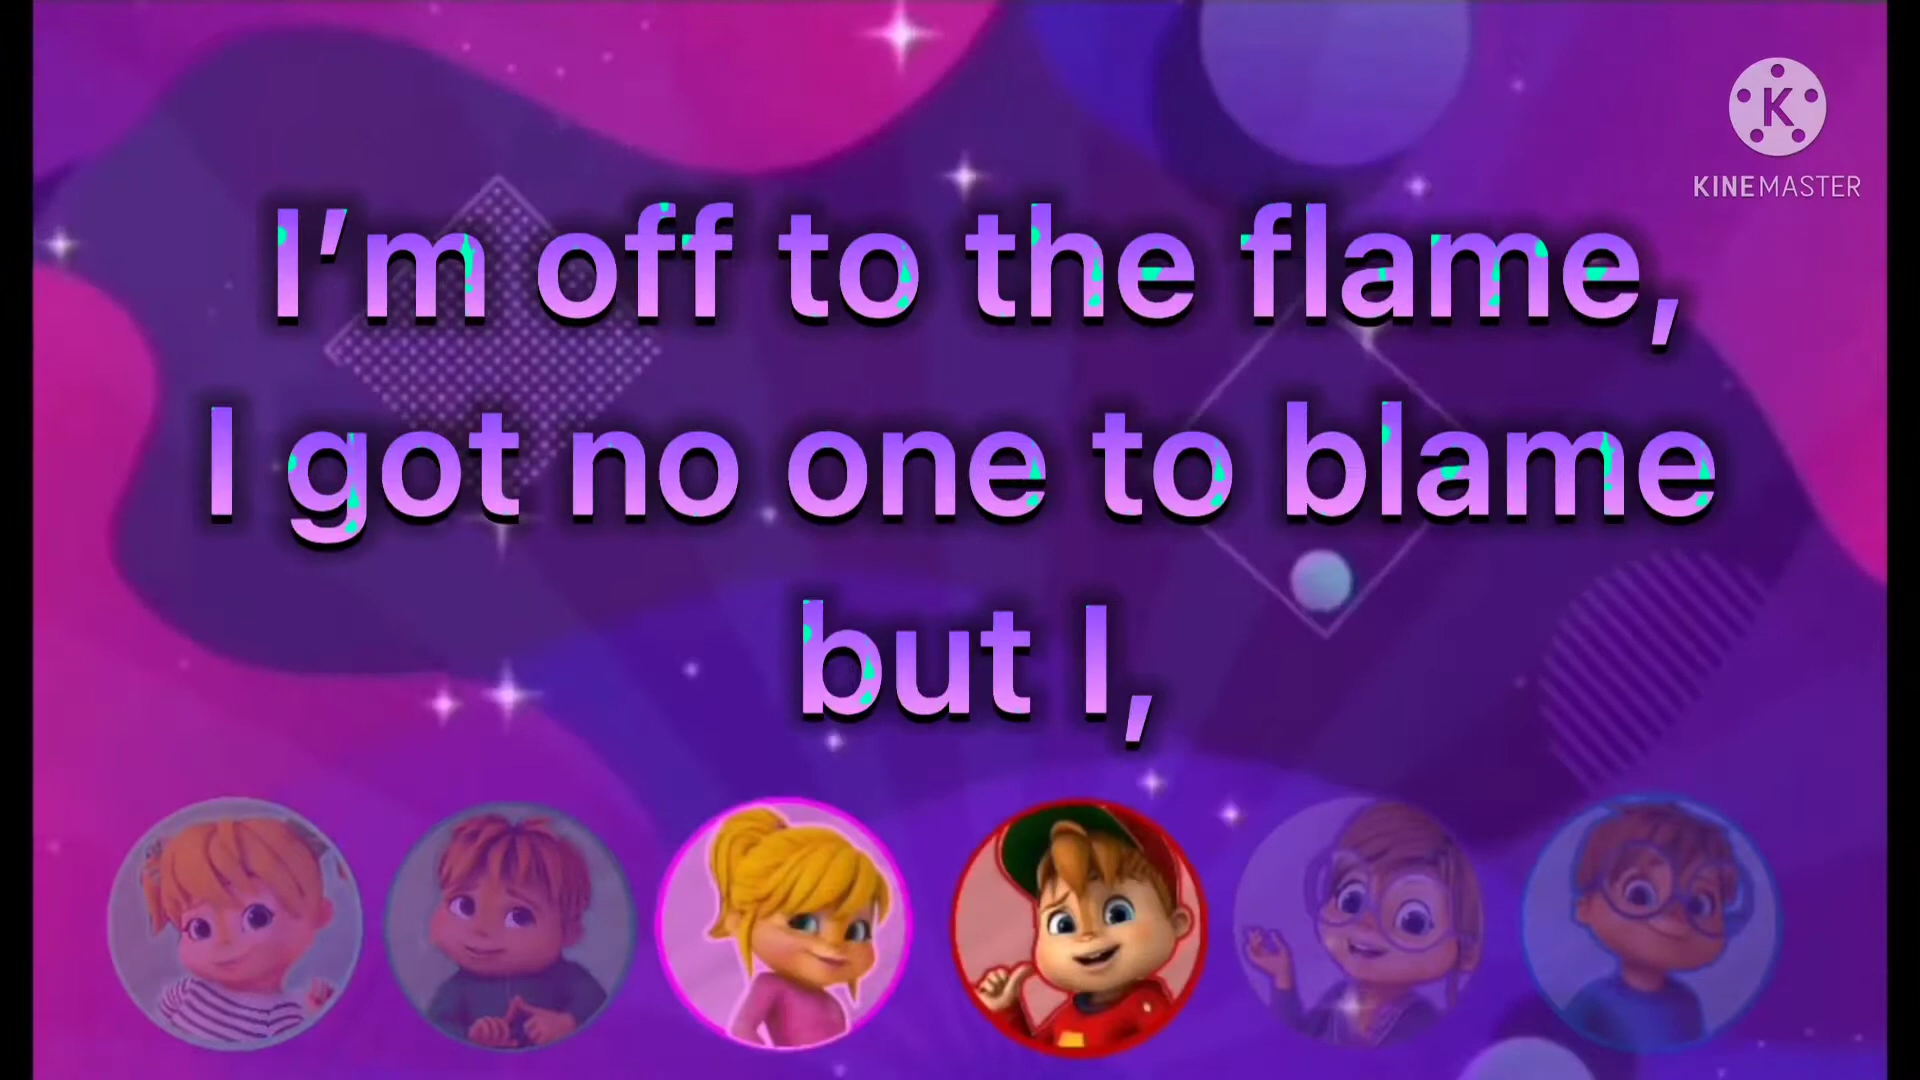 K
KINEMASTER
I'm off to the flame,
I got no one to blame
but I,